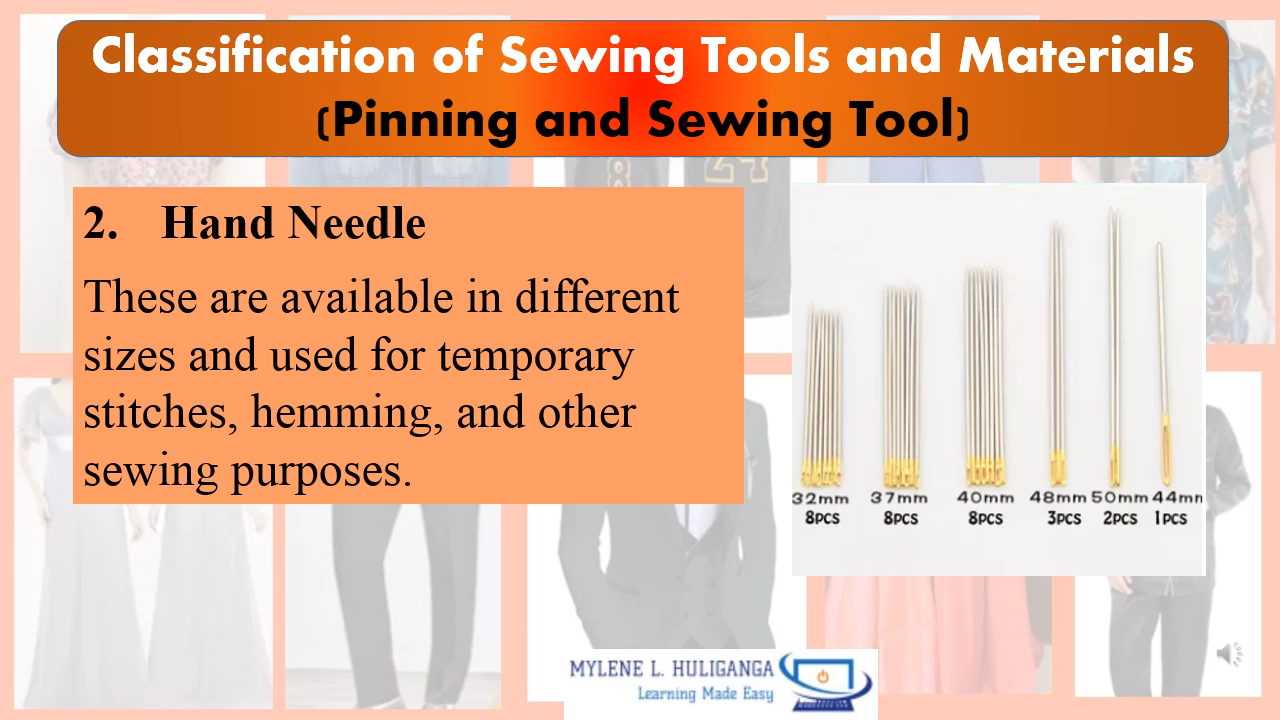 Classification of Sewing Tools and Materials
(Pinning and Sewing Tool)
2. Hand Needle
These are available in different
sizes and used for temporary
stitches, hemming, and other
sewing purposes.
32mm 37mm 40mm 48mm 50mm 44mm
8PCS 8PCS 8PCS 3PCS 2PCS 1PCS
MYLENE L. HULIGANGA
Learning Made Easy